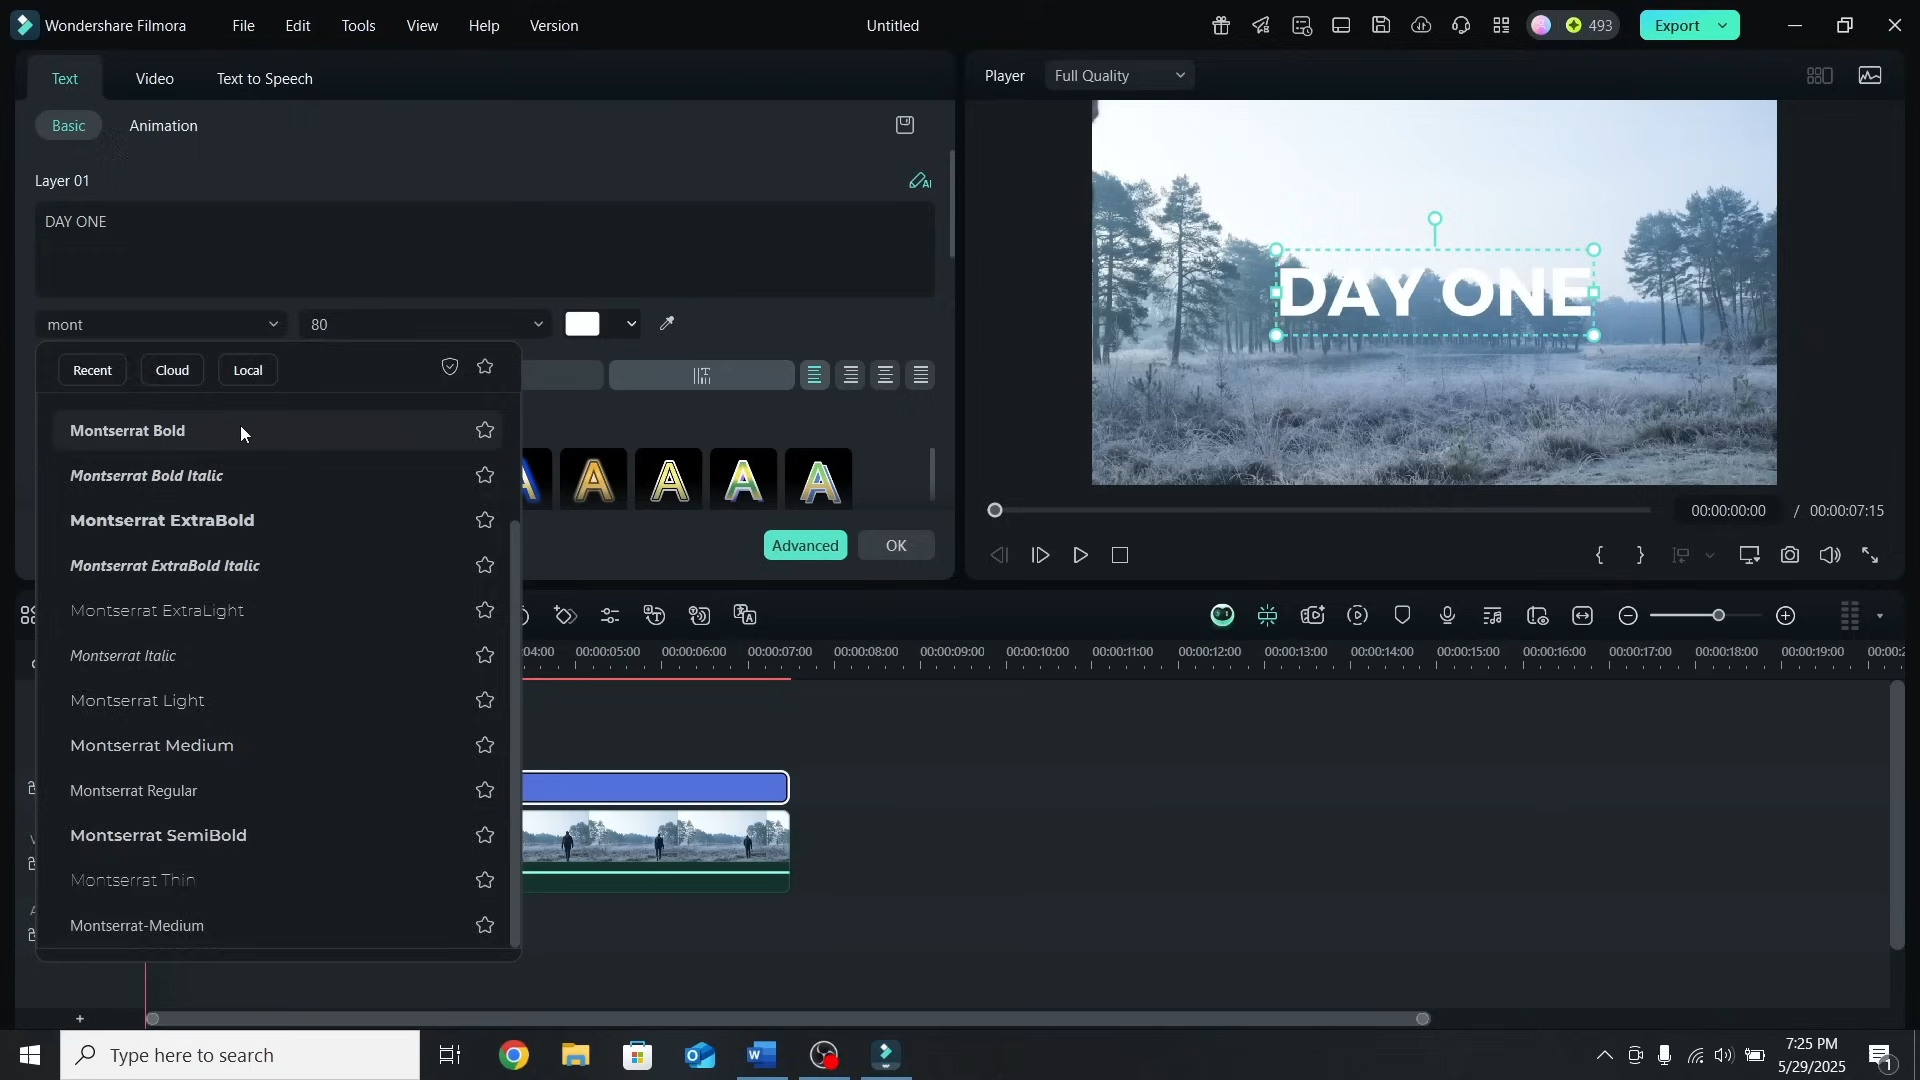 Wondershare Filmora File Edit Tools View Help Version Untitled 493 Export
Text Video Text to Speech
Player Full Quality
Basic Animation
Layer 01
AI
DAY ONE
DAY ONE
mont 80
Recent Cloud Local
Montserrat Bold
Montserrat Bold Italic
Montserrat ExtraBold
Montserrat ExtraBold Italic
Montserrat ExtraLight
Montserrat Italic
Montserrat Light
Montserrat Medium
Montserrat Regular
Montserrat SemiBold
Montserrat Thin
Montserrat-Medium
A A A A A
Advanced OK
00:00:00:00 / 00:00:07:15
:04:00 00:00:05:00 00:00:06:00 00:00:07:00 00:00:08:00 00:00:09:00 00:00:10:00 00:00:11:00 00:00:12:00 00:00:13:00 00:00:14:00 00:00:15:00 00:00:16:00 00:00:17:00 00:00:18:00 00:00:19:00 00:00:2
Type here to search
7:25 PM
5/29/2025
1